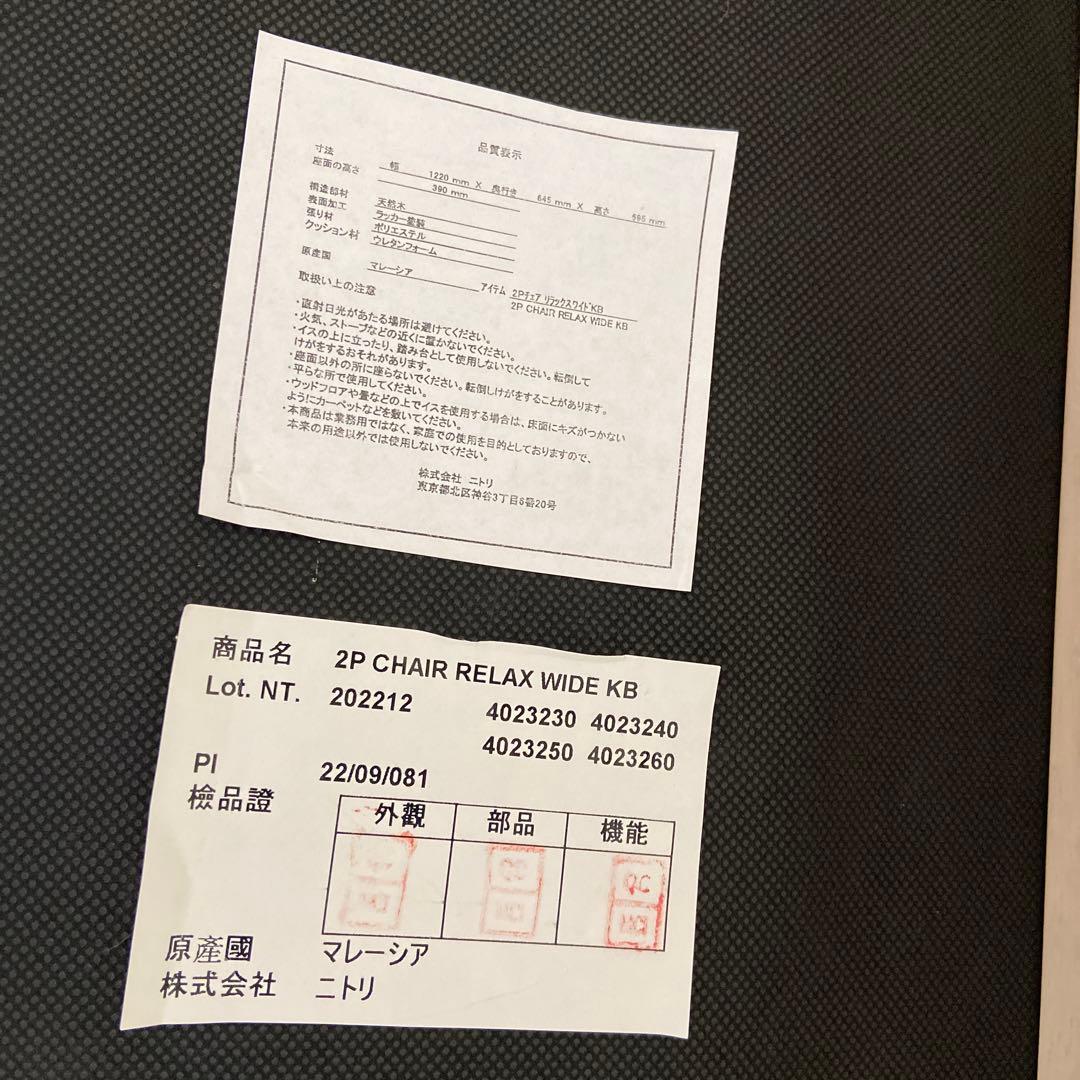 品質表示
寸法 幅 1220 mm X 奥行き 645 mm X 高さ 595 mm
座面の高さ 390 mm
構造部材 天然木
表面加工 ラッカー塗装
張り材 ポリエステル
クッション材 ウレタンフォーム
原産国 マレーシア
アイテム 2Pチェア リラックスワイドKB
2P CHAIR RELAX WIDE KB
取扱い上の注意
・直射日光があたる場所は避けてください。
・火気、ストーブなどの近くに置かないでください。
・イスの上に立ったり、踏み台として使用しないでください。転倒して
けがをするおそれがあります。
・座面以外の所に座らないでください。転倒しけがをすることがあります。
・平らな所で使用してください。
・ウッドフロアや畳などの上でイスを使用する場合は、床面にキズがつかない
ようにカーペットなどを敷いてください。
・本商品は業務用ではなく、家庭での使用を目的としておりますので、
本来の用途以外では使用しないでください。
株式会社 ニトリ
東京都北区神谷3丁目6番20号
商品名 2P CHAIR RELAX WIDE KB
Lot. NT. 202212 4023230 4023240
4023250 4023260
PI 22/09/081
檢品證
外觀 部品 機能
原產國 マレーシア
株式会社 ニトリ